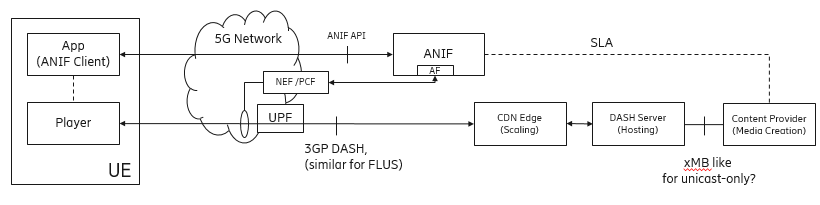 App
(ANIF Client)
Player
UE
5G Network
ANIF API
ANIF
AF
NEF /PCF
UPF
3GP DASH,
(similar for FLUS)
SLA
CDN Edge
(Scaling)
DASH Server
(Hosting)
Content Provider
(Media Creation)
xMB like
for unicast-only?